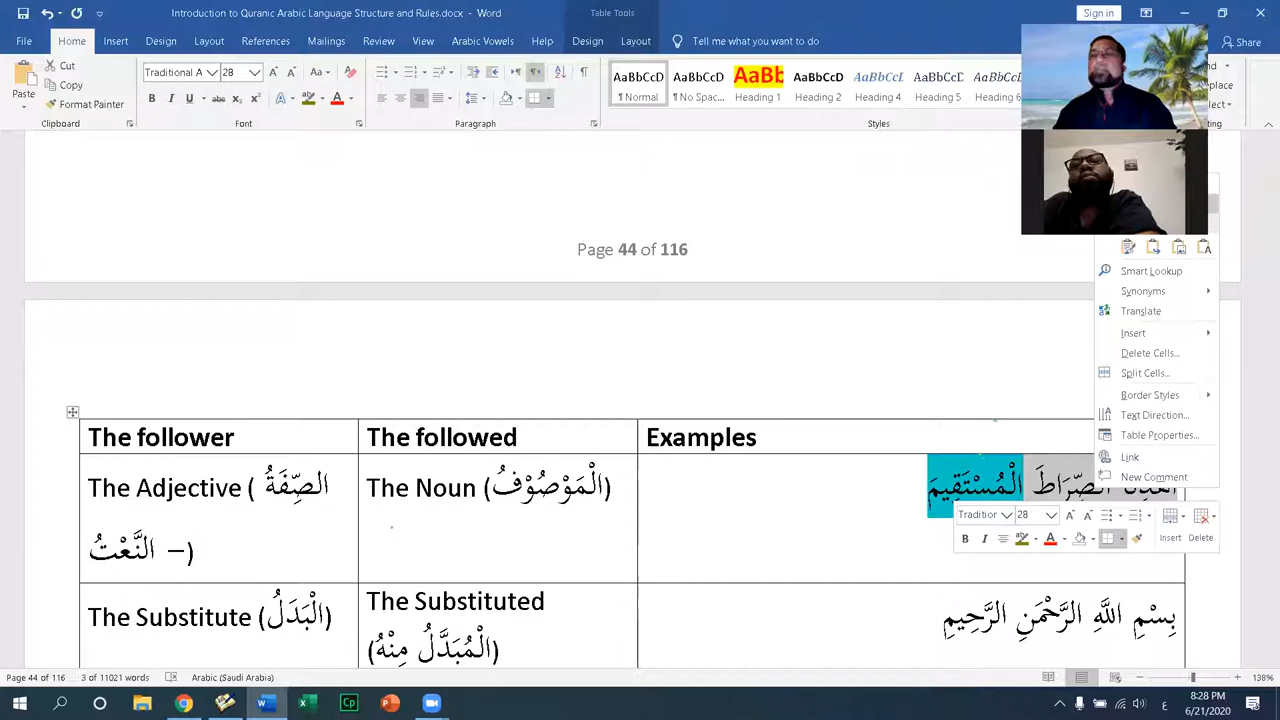 Introduction to Quranic Arabic Language Structure and Rules.docx - Word
Table Tools
Sign in
File Home Insert Draw Design Layout References Mailings Review View Arabic Vowels Help Design Layout Tell me what you want to do Share
Cut
Copy
Format Painter
Paste
Traditional A 28
AaBbCcD AaBbCcD AaBb AaBbCcD AaBbCcD AaBbCcD
¶ Normal ¶ No Spac... Heading 1 Heading 2 Heading 4 Heading 5 Heading 6
Clipboard Font Paragraph Styles
Page 44 of 116
Smart Lookup
Synonyms
Translate
Insert
Delete Cells...
Split Cells...
Border Styles
Text Direction...
Table Properties...
Link
New Comment
The follower The followed Examples
The Adjective (الصِّفَةُ
– النَّعْتُ)
The Noun (الْمَوْصُوْفُ)
الصِّرَاطَ الْمُسْتَقِيمَ
28
Insert Delete
The Substitute (الْبَدَلُ)
The Substituted
(الْمُبَدَّلُ مِنْهُ)
بِسْمِ اللَّهِ الرَّحْمَنِ الرَّحِيمِ
Page 44 of 116 3 of 11021 words Arabic (Saudi Arabia) 138%
8:28 PM
6/21/2020